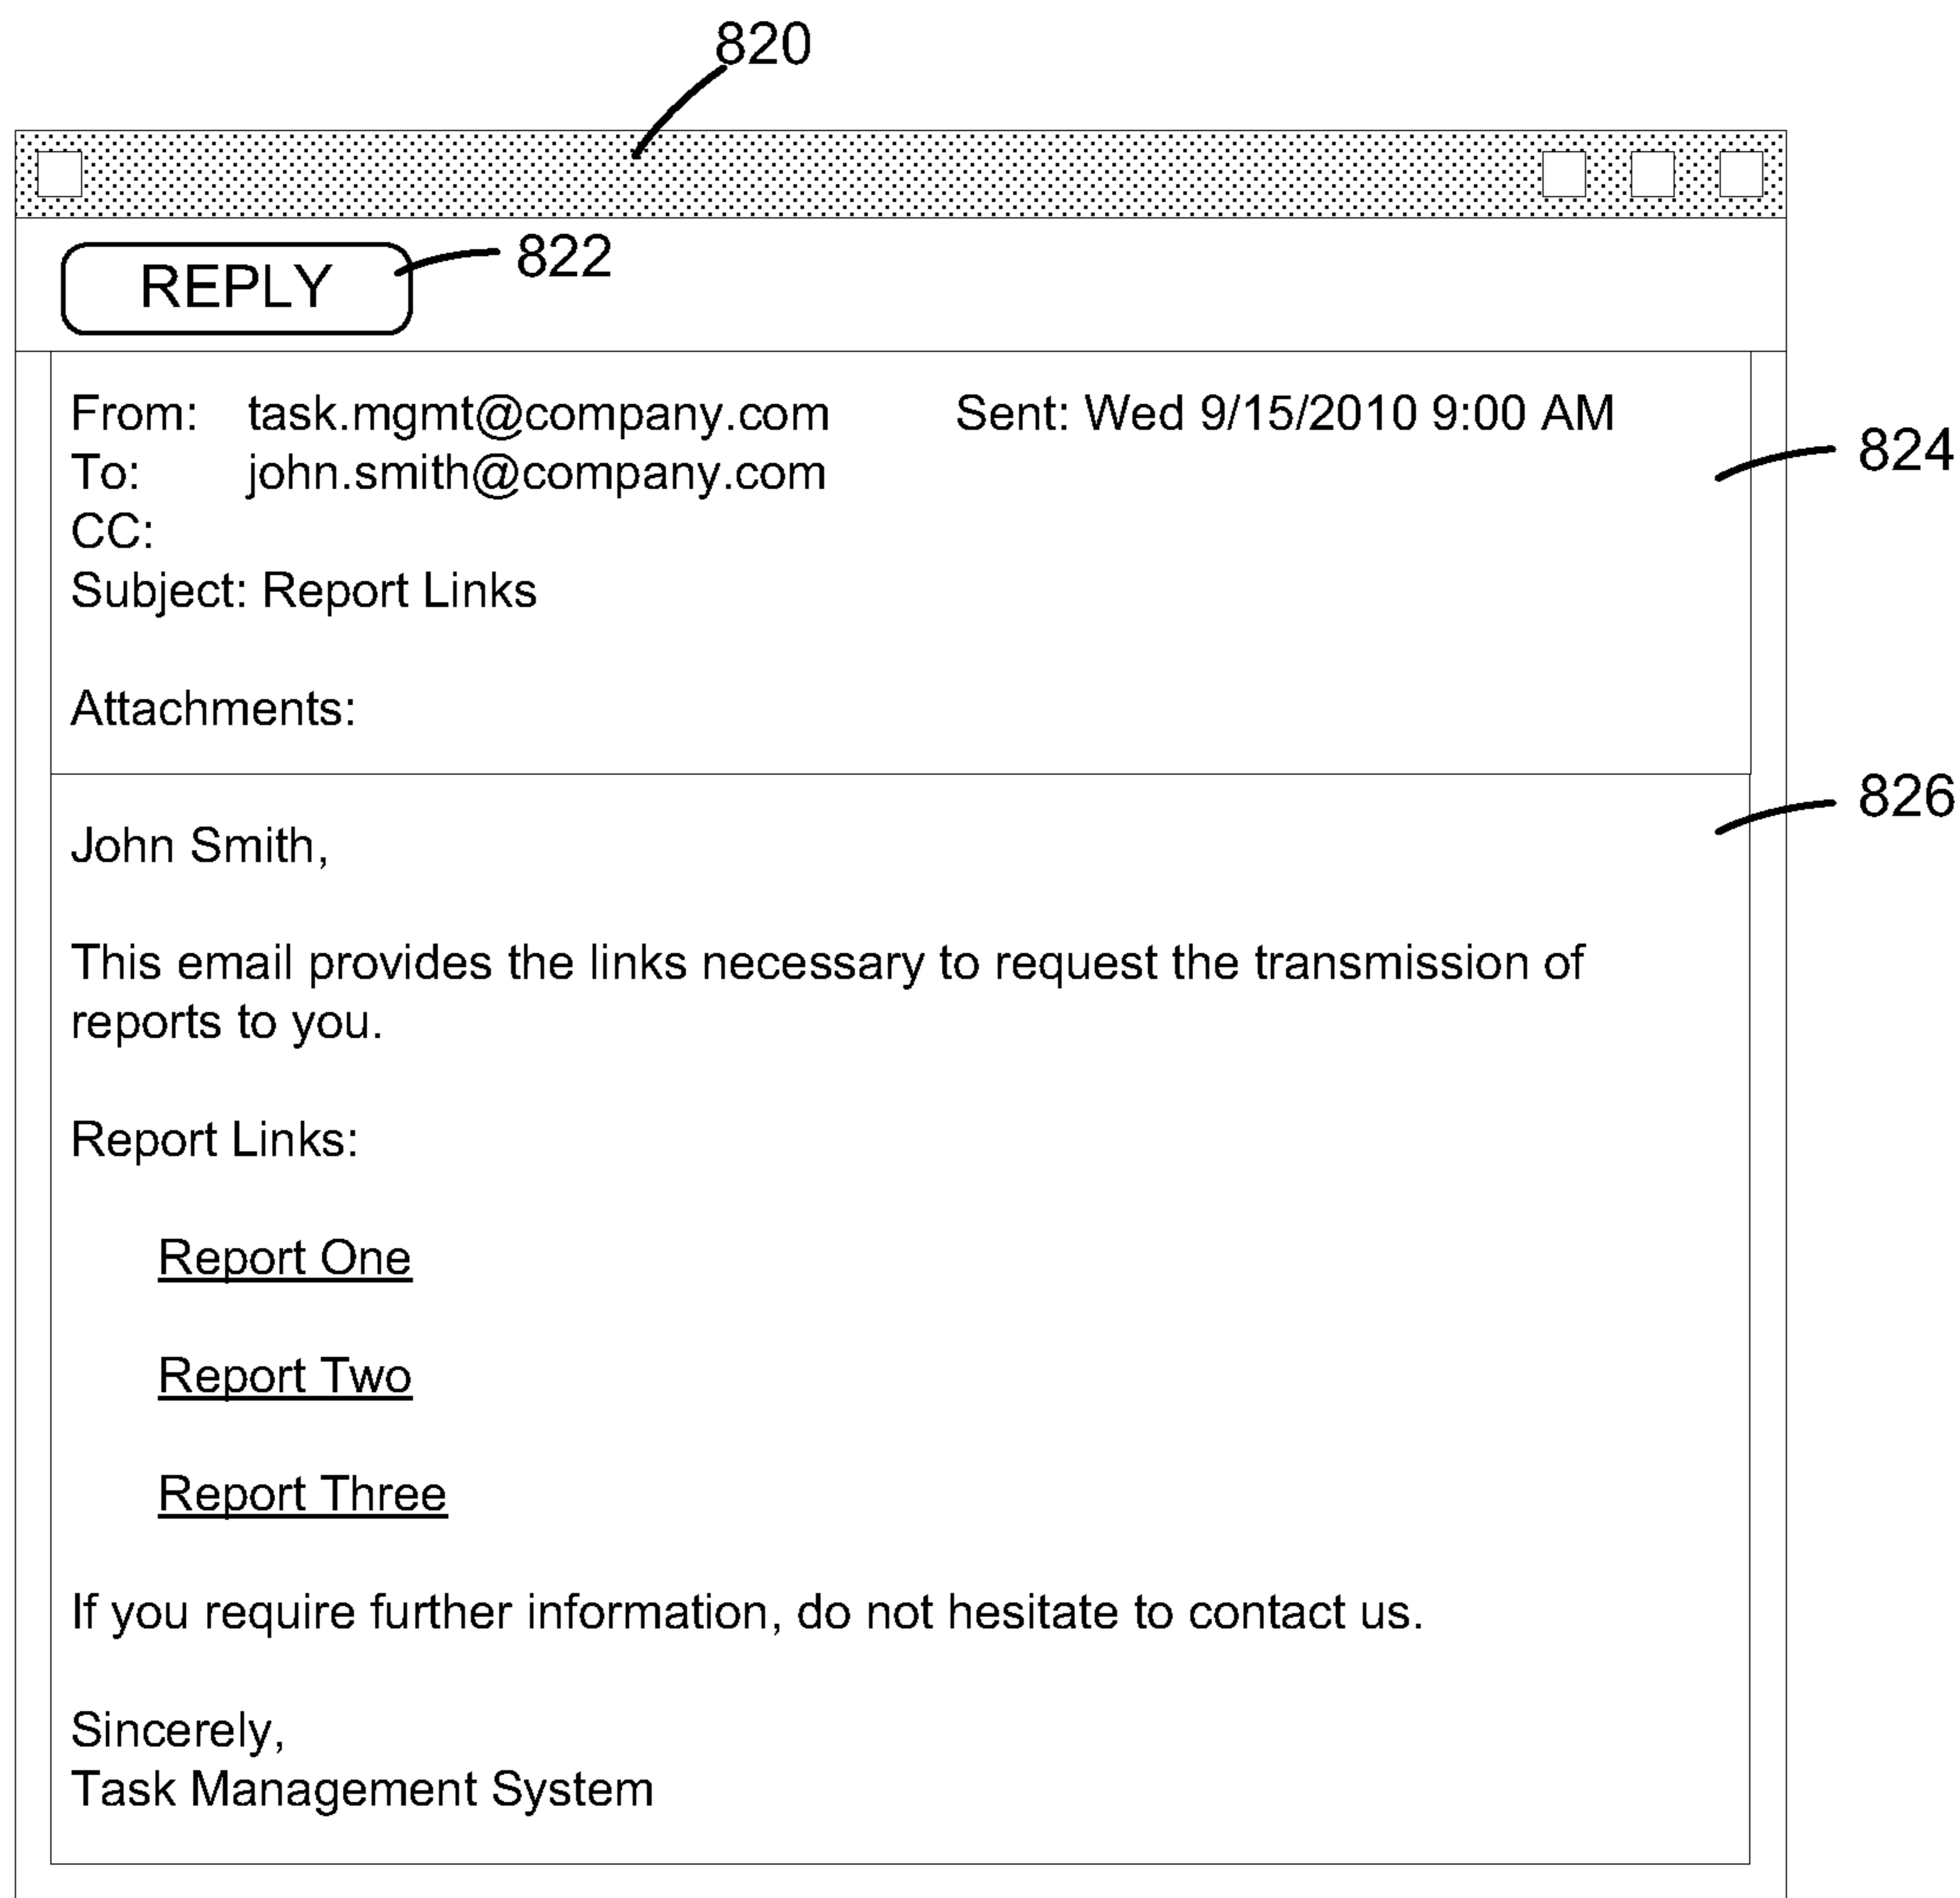 820
REPLY 822
From: task.mgmt@company.com Sent: Wed 9/15/2010 9:00 AM
To: john.smith@company.com
824
CC:
Subject: Report Links
Attachments:
826
John Smith,
This email provides the links necessary to request the transmission of
reports to you.
Report Links:
Report One
Report Two
Report Three
If you require further information, do not hesitate to contact us.
Sincerely,
Task Management System